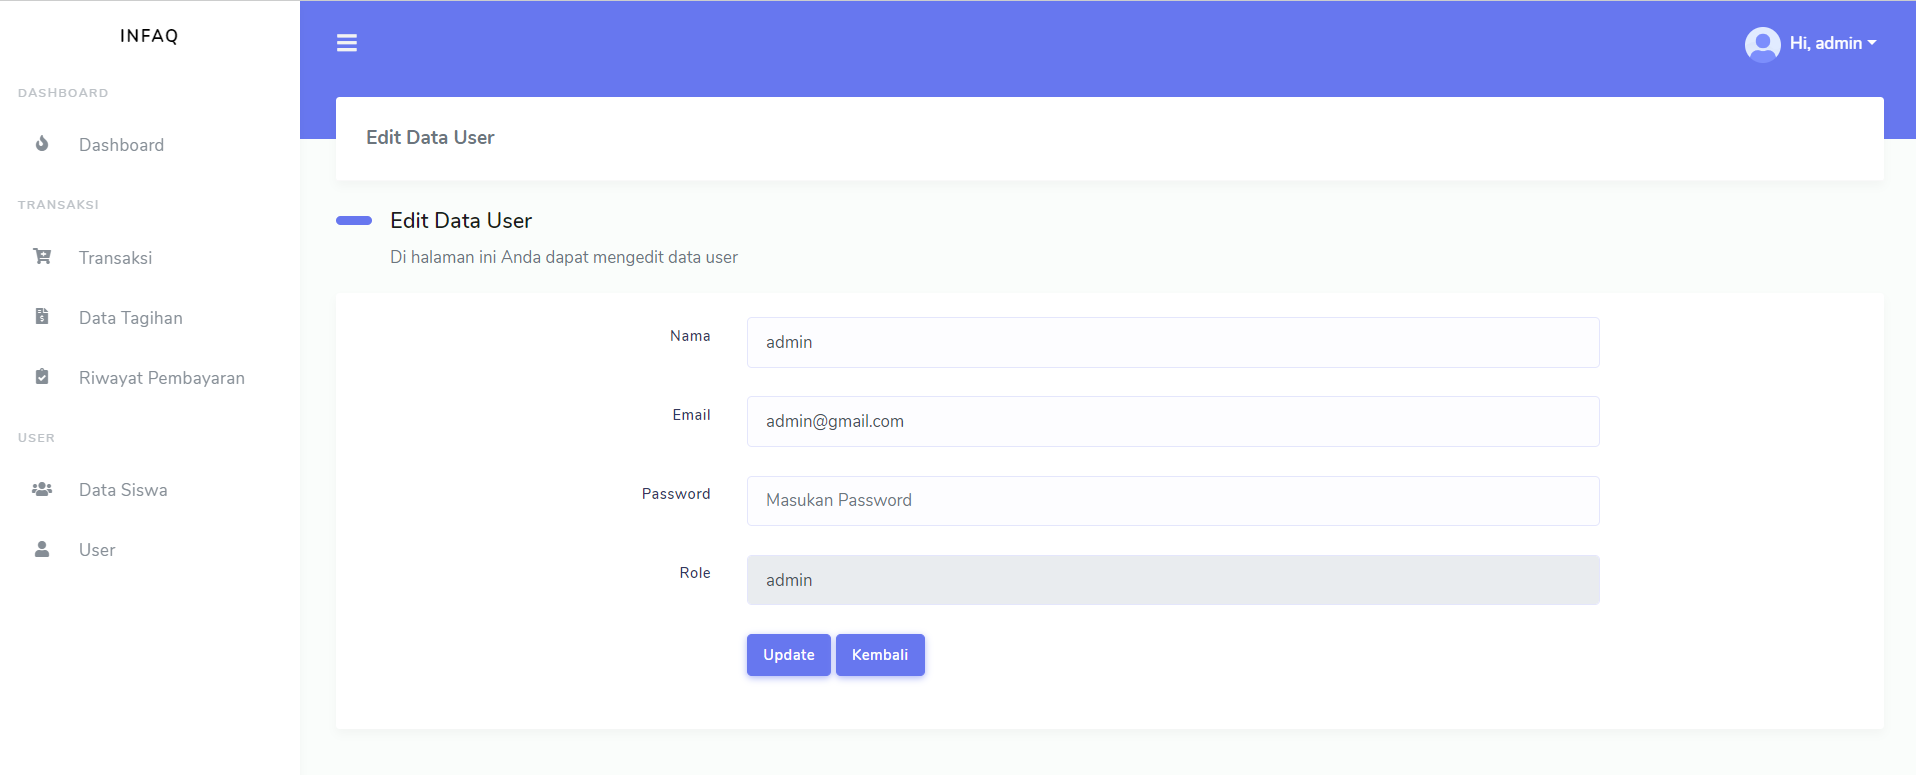 INFAQ
DASHBOARD
Dashboard
TRANSAKSI
Transaksi
Data Tagihan
Riwayat Pembayaran
USER
Data Siswa
User
Hi, admin
Edit Data User
Edit Data User
Di halaman ini Anda dapat mengedit data user
Nama
admin
Email
admin@gmail.com
Password
Masukan Password
Role
admin
Update
Kembali